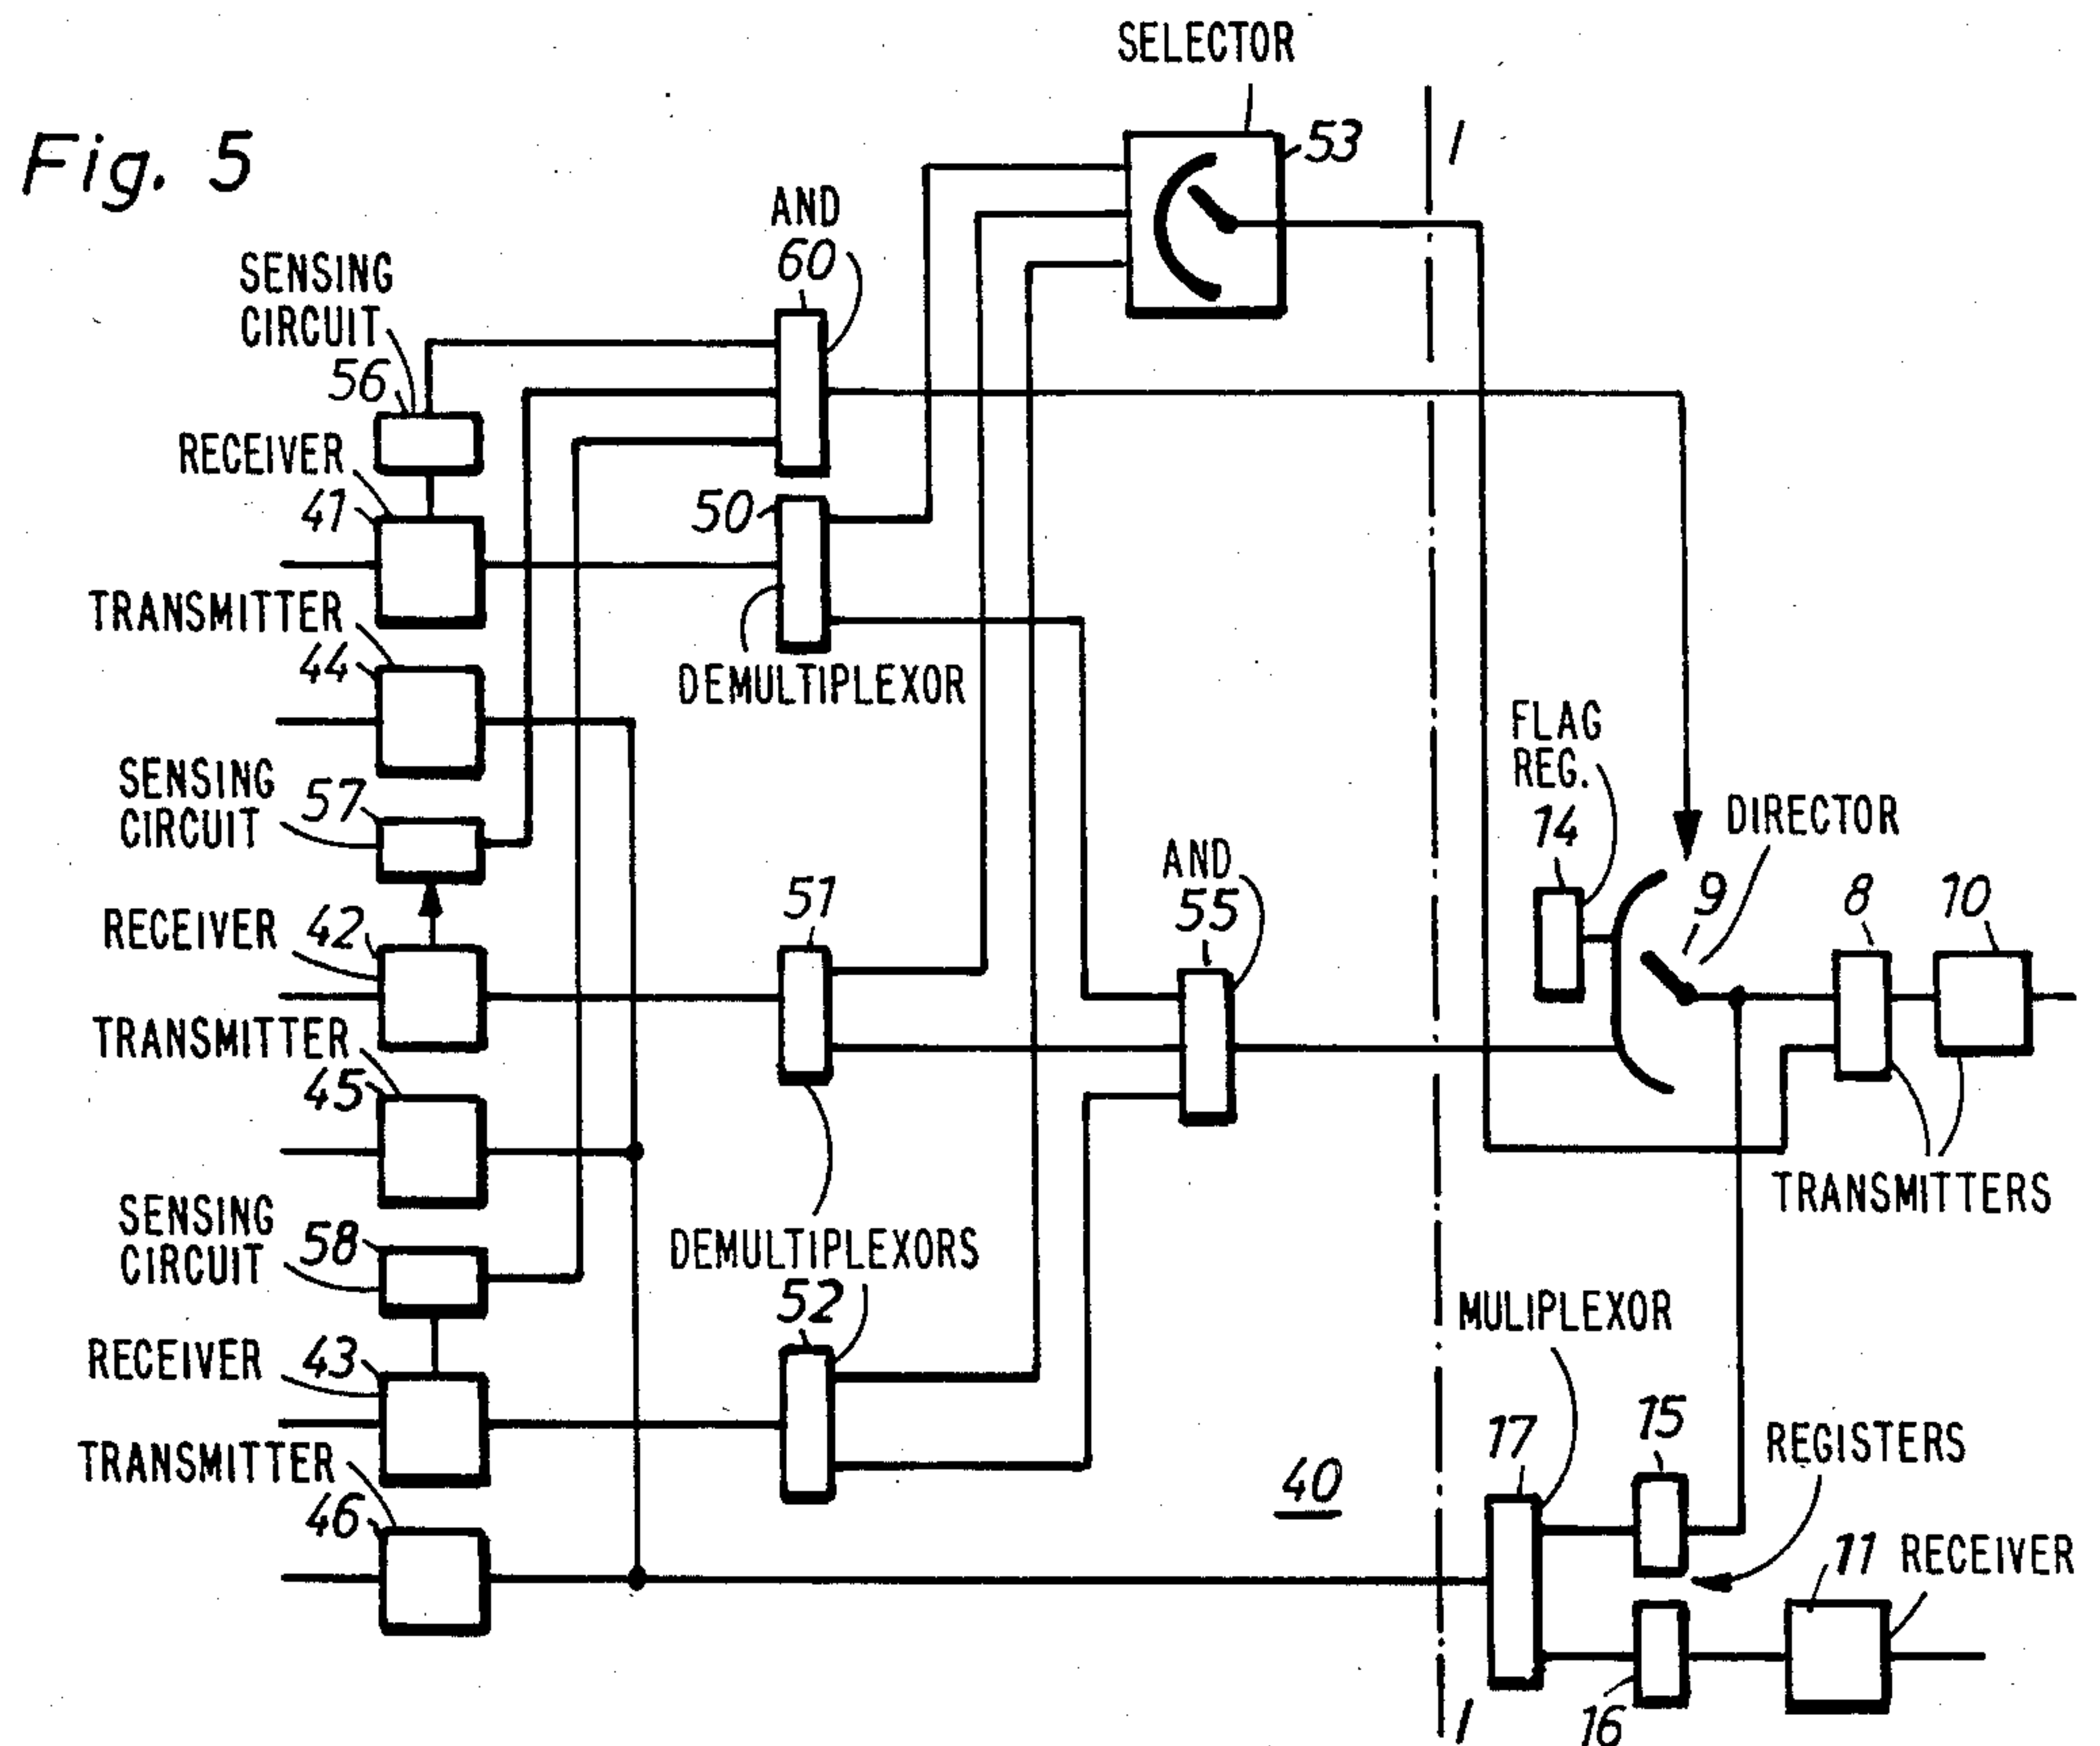 Fig. 5
SELECTOR
53
1
AND
60
SENSING
CIRCUIT
56
RECEIVER
41
50
TRANSMITTER
44
DEMULTIPLEXOR
SENSING
CIRCUIT
57
FLAG
REG.
14
DIRECTOR
9
8
10
AND
55
51
RECEIVER 42
TRANSMITTER
45
TRANSMITTERS
SENSING
CIRCUIT
58
DEMULTIPLEXORS
52
MULIPLEXOR
RECEIVER 43
17
15
REGISTERS
TRANSMITTER
46
40
11 RECEIVER
16
1